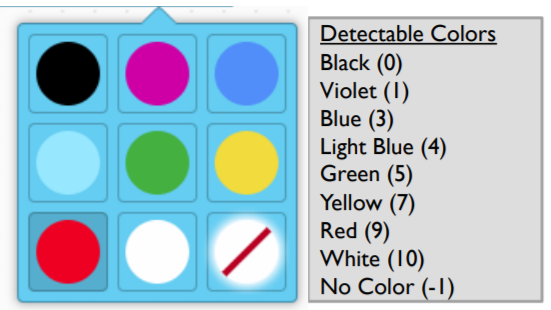 Detectable Colors
Black (0)
Violet (1)
Blue (3)
Light Blue (4)
Green (5)
Yellow (7)
Red (9)
White (10)
No Color (-1)